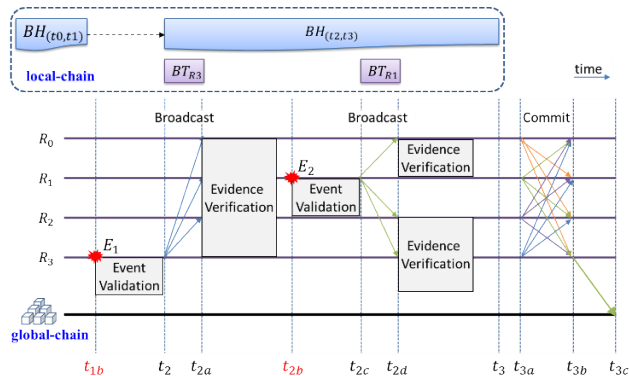 BH(t0,t1)
BH(t2,t3)
BT_R3
BT_R1
local-chain
time
Broadcast
Broadcast
Commit
R0
E2
Evidence
Verification
R1
Evidence
Verification
Event
Validation
R2
E1
Evidence
Verification
R3
Event
Validation
global-chain
t1b
t2
t2a
t2b
t2c
t2d
t3
t3a
t3b
t3c